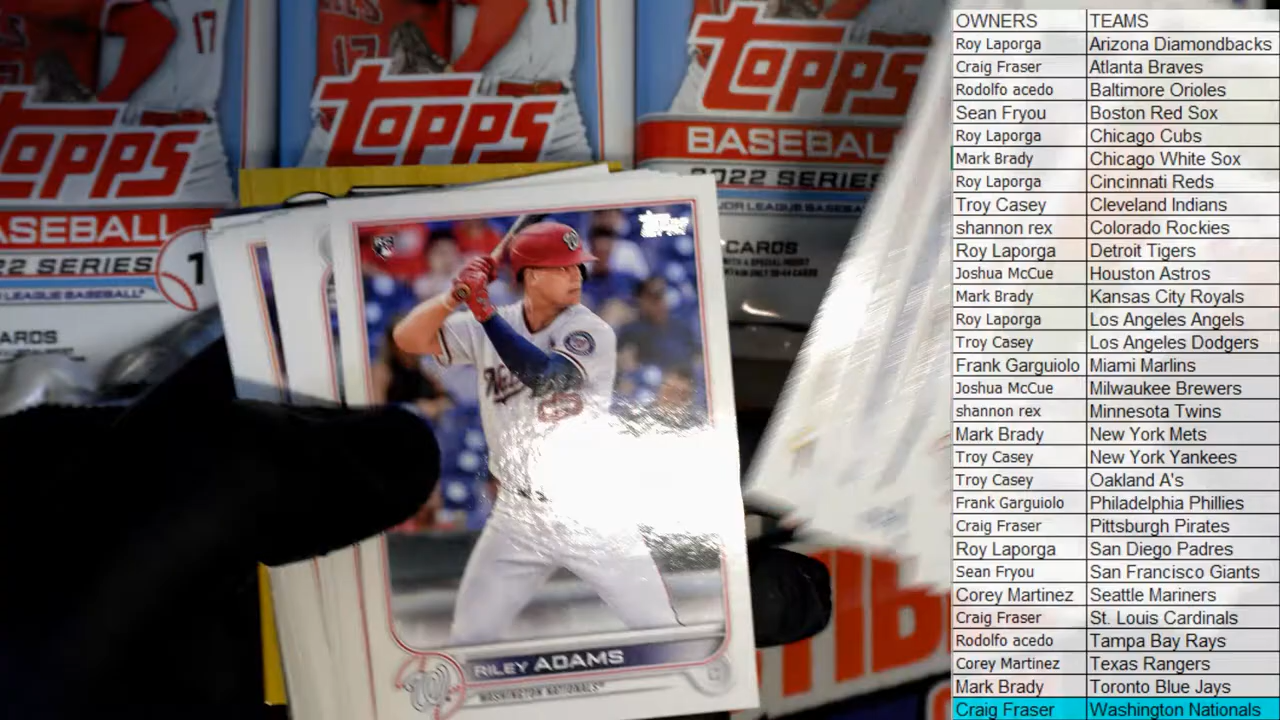 17
17
17
TOPPS
TOPPS
TOPPS
BASEBALL
BASEBALL
2022 SERIES
LEAGUE BASEBALL
CARDS
CARDS
RILEY ADAMS
WASHINGTON NATIONALS
OWNERS TEAMS
Roy Laporga Arizona Diamondbacks
Craig Fraser Atlanta Braves
Rodolfo acedo Baltimore Orioles
Sean Fryou Boston Red Sox
Roy Laporga Chicago Cubs
Mark Brady Chicago White Sox
Roy Laporga Cincinnati Reds
Troy Casey Cleveland Indians
shannon rex Colorado Rockies
Roy Laporga Detroit Tigers
Joshua McCue Houston Astros
Mark Brady Kansas City Royals
Roy Laporga Los Angeles Angels
Troy Casey Los Angeles Dodgers
Frank Garguiolo Miami Marlins
Joshua McCue Milwaukee Brewers
shannon rex Minnesota Twins
Mark Brady New York Mets
Troy Casey New York Yankees
Troy Casey Oakland A's
Frank Garguiolo Philadelphia Phillies
Craig Fraser Pittsburgh Pirates
Roy Laporga San Diego Padres
Sean Fryou San Francisco Giants
Corey Martinez Seattle Mariners
Craig Fraser St. Louis Cardinals
Rodolfo acedo Tampa Bay Rays
Corey Martinez Texas Rangers
Mark Brady Toronto Blue Jays
Craig Fraser Washington Nationals